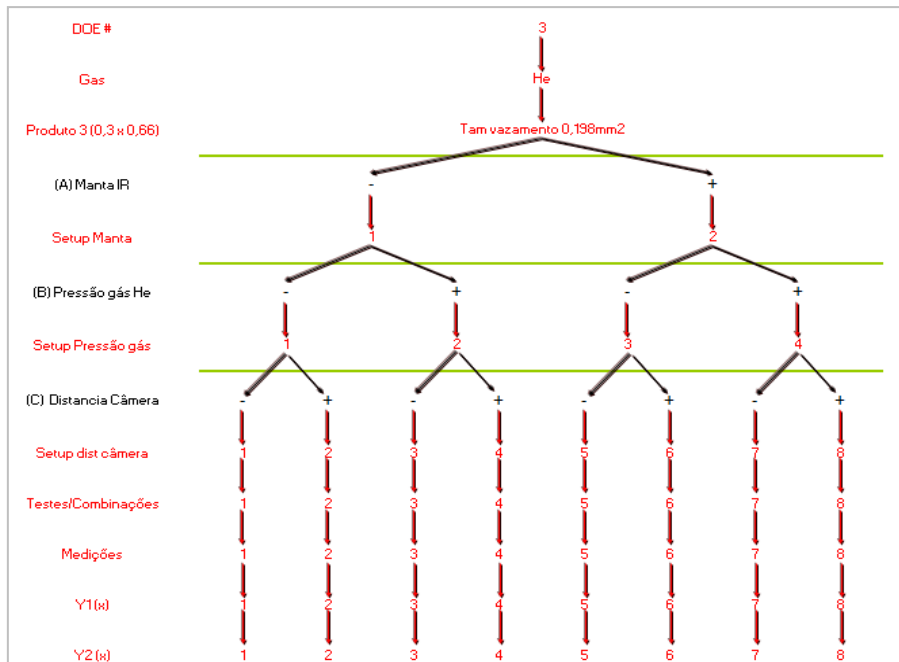 DOE # 3
Gas He
Produto 3 (0,3 x 0,66) Tam vazamento 0,198mm2
(A) Manta IR - +
Setup Manta 1 2
(B) Pressão gás He - + - +
Setup Pressão gás 1 2 3 4
(C) Distancia Câmera - + - + - + - +
Setup dist câmera 1 2 3 4 5 6 7 8
Testes/Combinações 1 2 3 4 5 6 7 8
Medições 1 2 3 4 5 6 7 8
Y1 (x) 1 2 3 4 5 6 7 8
Y2 (x) 1 2 3 4 5 6 7 8